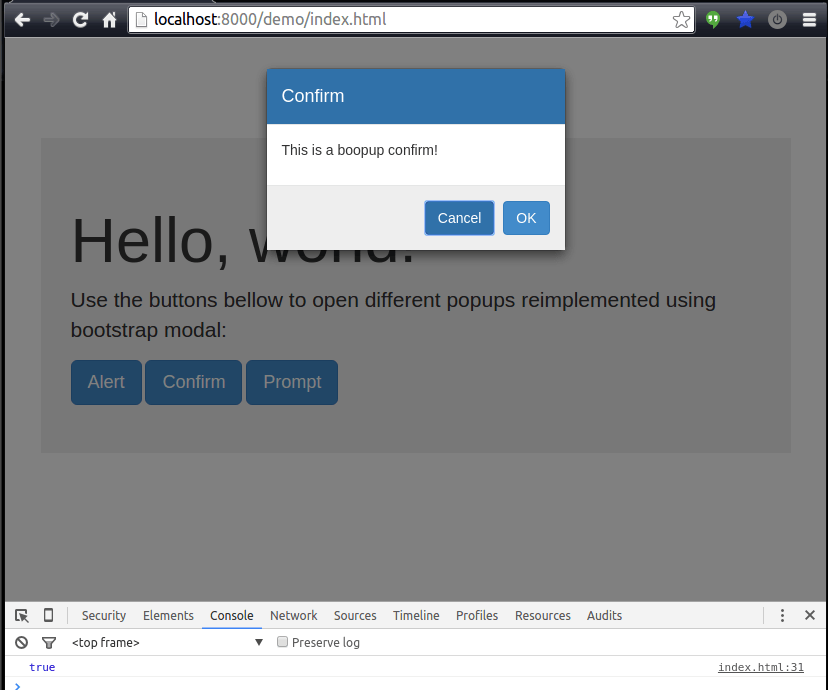 localhost:8000/demo/index.html
Confirm
This is a boopup confirm!
Cancel OK
Hello, world!
Use the buttons bellow to open different popups reimplemented using
bootstrap modal:
Alert Confirm Prompt
Security Elements Console Network Sources Timeline Profiles Resources Audits
<top frame> Preserve log
true index.html:31